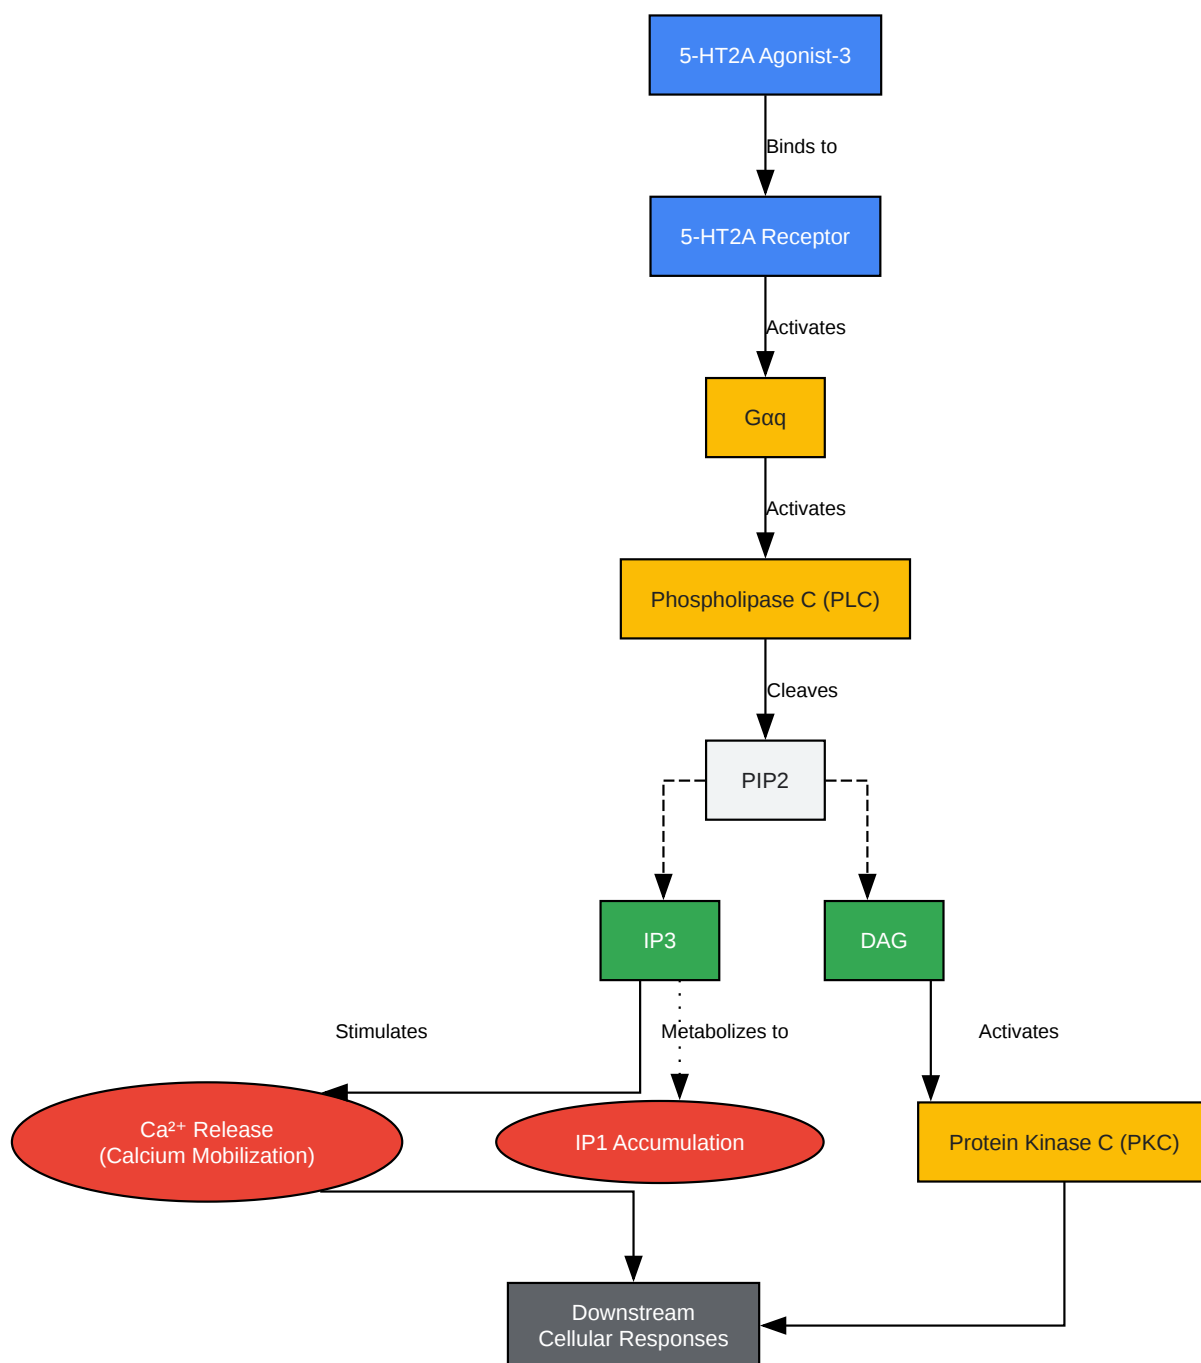 5-HT2A Agonist-3
Binds to
5-HT2A Receptor
Activates
Gαq
Activates
Phospholipase C (PLC)
Cleaves
PIP2
IP3
DAG
Stimulates
Metabolizes to
Activates
Ca²⁺ Release
(Calcium Mobilization)
IP1 Accumulation
Protein Kinase C (PKC)
Downstream
Cellular Responses